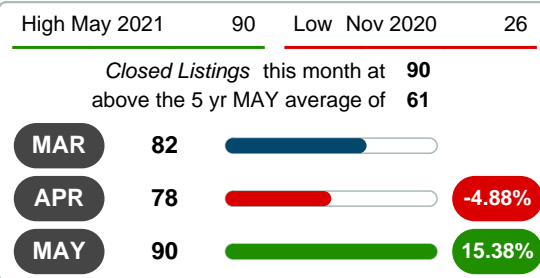 High May 2021 90 Low Nov 2020 26
Closed Listings this month at 90
above the 5 yr MAY average of 61
MAR 82
APR 78 -4.88%
MAY 90 15.38%